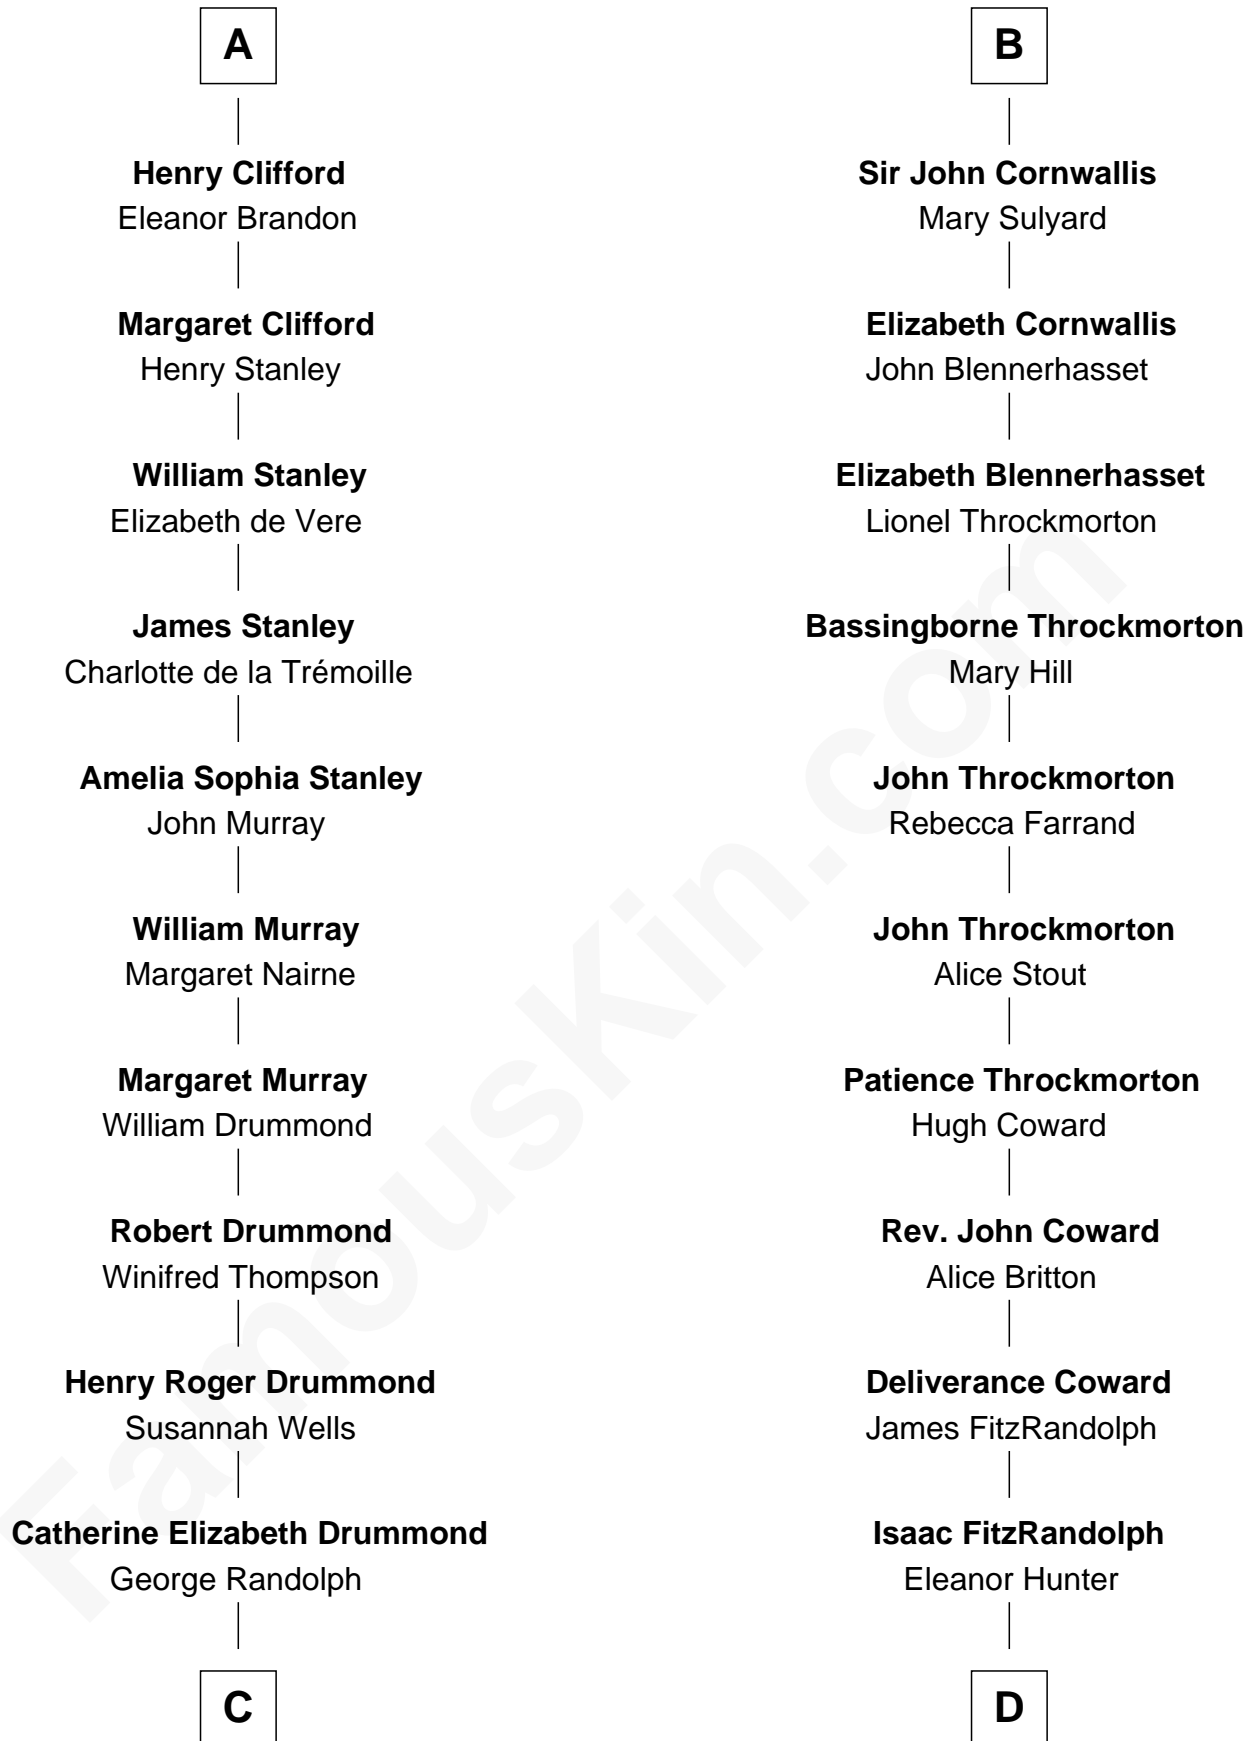 A
Henry Clifford
Eleanor Brandon
Margaret Clifford
Henry Stanley
William Stanley
Elizabeth de Vere
James Stanley
Charlotte de la Trémoille
Amelia Sophia Stanley
John Murray
William Murray
Margaret Nairne
Margaret Murray
William Drummond
Robert Drummond
Winifred Thompson
Henry Roger Drummond
Susannah Wells
Catherine Elizabeth Drummond
George Randolph
C
B
Sir John Cornwallis
Mary Sulyard
Elizabeth Cornwallis
John Blennerhasset
Elizabeth Blennerhasset
Lionel Throckmorton
Bassingborne Throckmorton
Mary Hill
John Throckmorton
Rebecca Farrand
John Throckmorton
Alice Stout
Patience Throckmorton
Hugh Coward
Rev. John Coward
Alice Britton
Deliverance Coward
James FitzRandolph
Isaac FitzRandolph
Eleanor Hunter
D
FamousKin.com